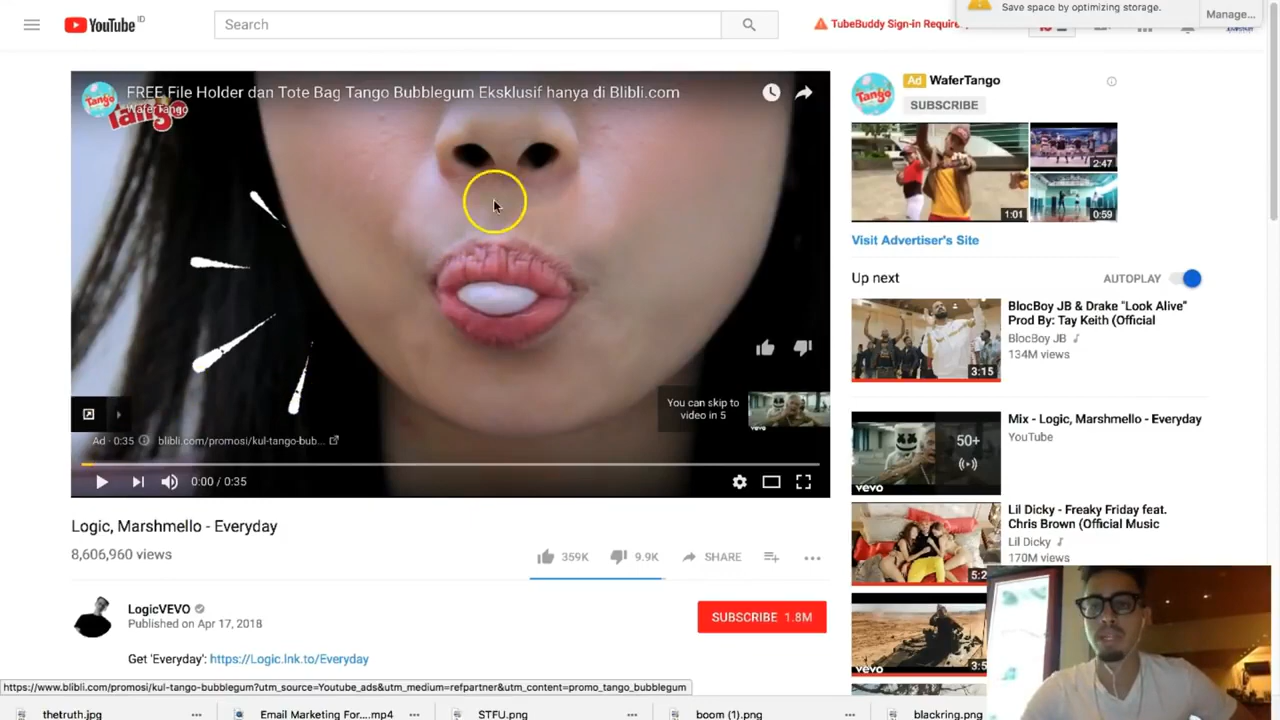 YouTube ID
Search
TubeBuddy Sign-in Require
Save space by optimizing storage.
Manage...
FREE File Holder dan Tote Bag Tango Bubblegum Eksklusif hanya di Blibli.com
WaferTango
Tango
You can skip to
video in 5
vevo
Ad · 0:35 blibli.com/promosi/kul-tango-bub...
0:00 / 0:35
Logic, Marshmello - Everyday
8,606,960 views
359K
9.9K
SHARE
LogicVEVO
Published on Apr 17, 2018
SUBSCRIBE 1.8M
Get 'Everyday': https://Logic.lnk.to/Everyday
Ad WaferTango
Tango
SUBSCRIBE
1:01
2:47
0:59
Visit Advertiser's Site
Up next
AUTOPLAY
BlocBoy JB & Drake "Look Alive"
Prod By: Tay Keith (Official
BlocBoy JB
134M views
3:15
Mix - Logic, Marshmello - Everyday
YouTube
50+
vevo
Lil Dicky - Freaky Friday feat.
Chris Brown (Official Music
Lil Dicky
170M views
5:2
vevo
3:5
https://www.blibli.com/promosi/kul-tango-bubblegum?utm_source=Youtube_ads&utm_medium=refpartner&utm_content=promo_tango_bubblegum
thetruth.jpg
Email Marketing For....mp4
STFU.png
boom (1).png
blackring.png